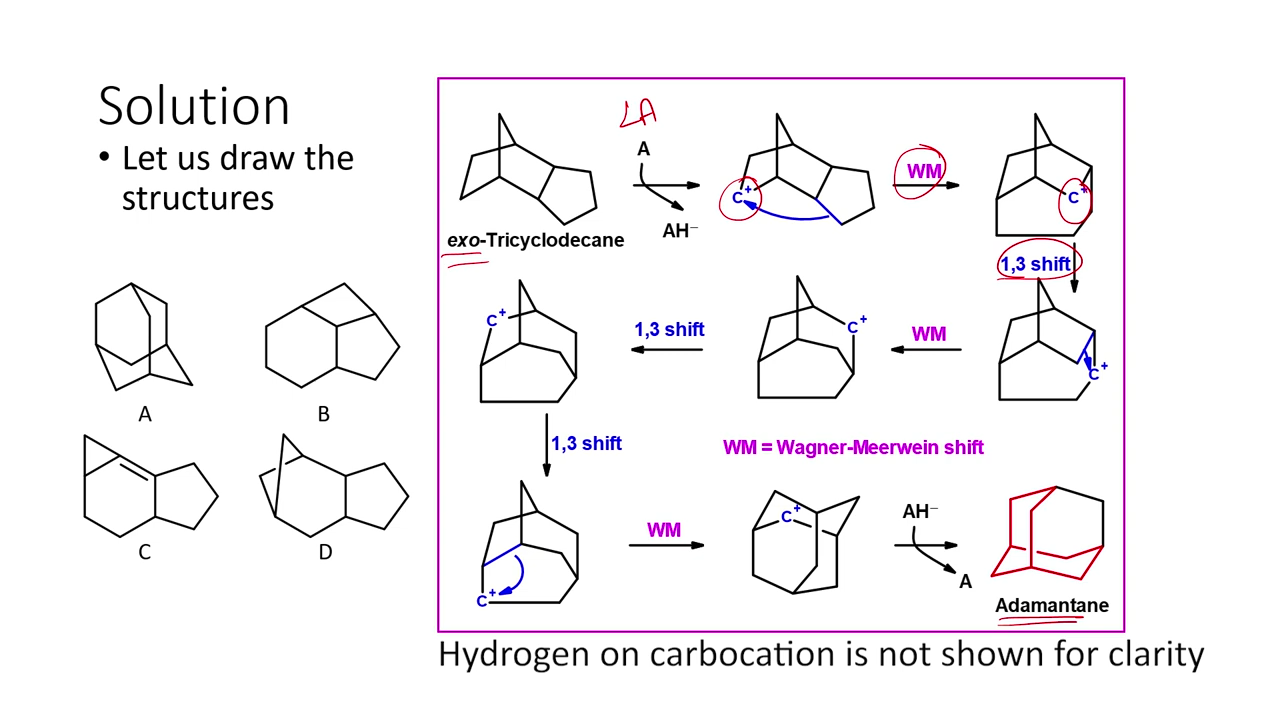 Solution
• Let us draw the
structures
A
B
C
D
LA
A
AH⁻
exo-Tricyclodecane
C⁺
WM
C⁺
1,3 shift
C⁺
1,3 shift
C⁺
WM
C⁺
1,3 shift
WM = Wagner-Meerwein shift
C⁺
WM
C⁺
AH⁻
A
Adamantane
Hydrogen on carbocation is not shown for clarity